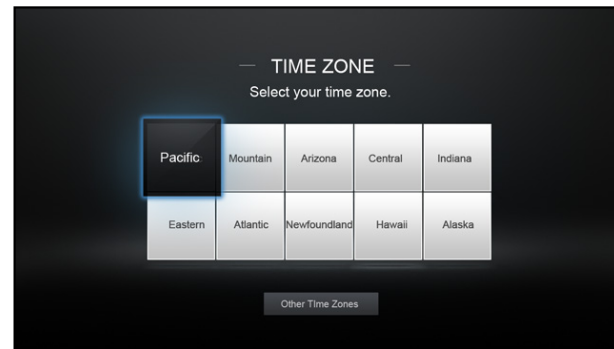 — TIME ZONE —
Select your time zone.
Pacific Mountain Arizona Central Indiana
Eastern Atlantic Newfoundland Hawaii Alaska
Other TIme Zones